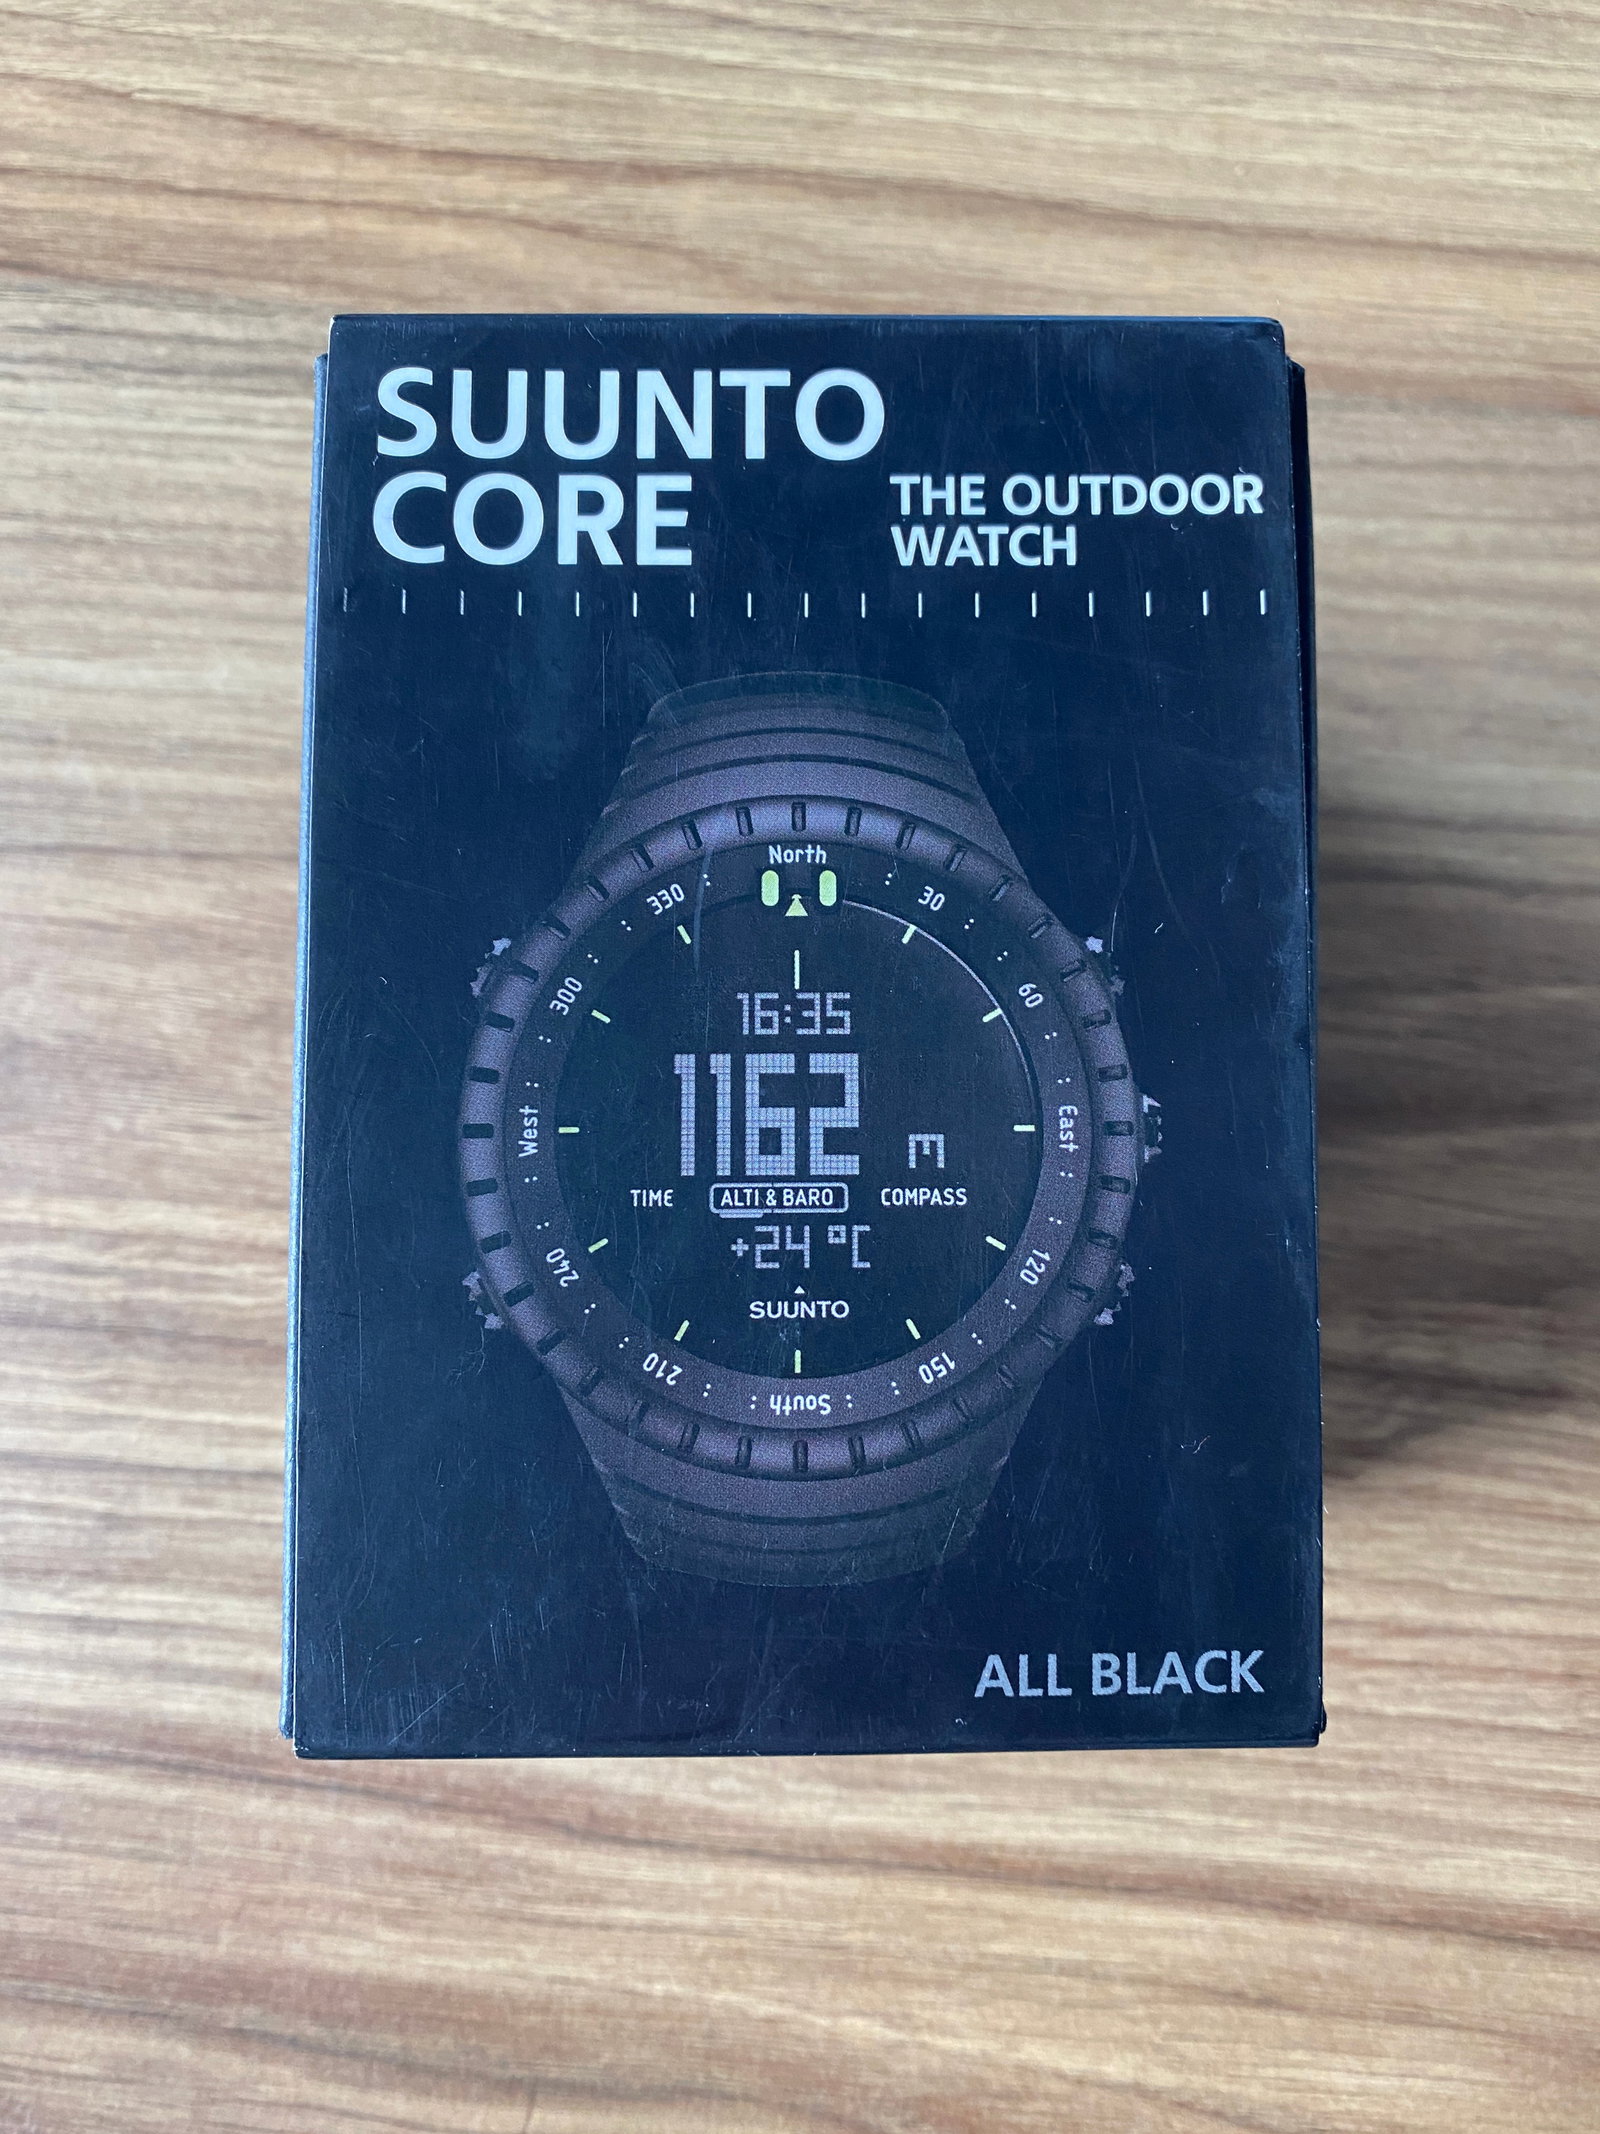 SUUNTO
CORE
THE OUTDOOR
WATCH
North
30
60
East
120
150
South
210
240
West
300
330
16:35
1162
m
TIME
ALTI & BARO
COMPASS
+24 °C
SUUNTO
ALL BLACK